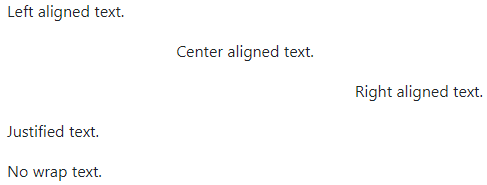 Left aligned text.
Center aligned text.
Right aligned text.
Justified text.
No wrap text.